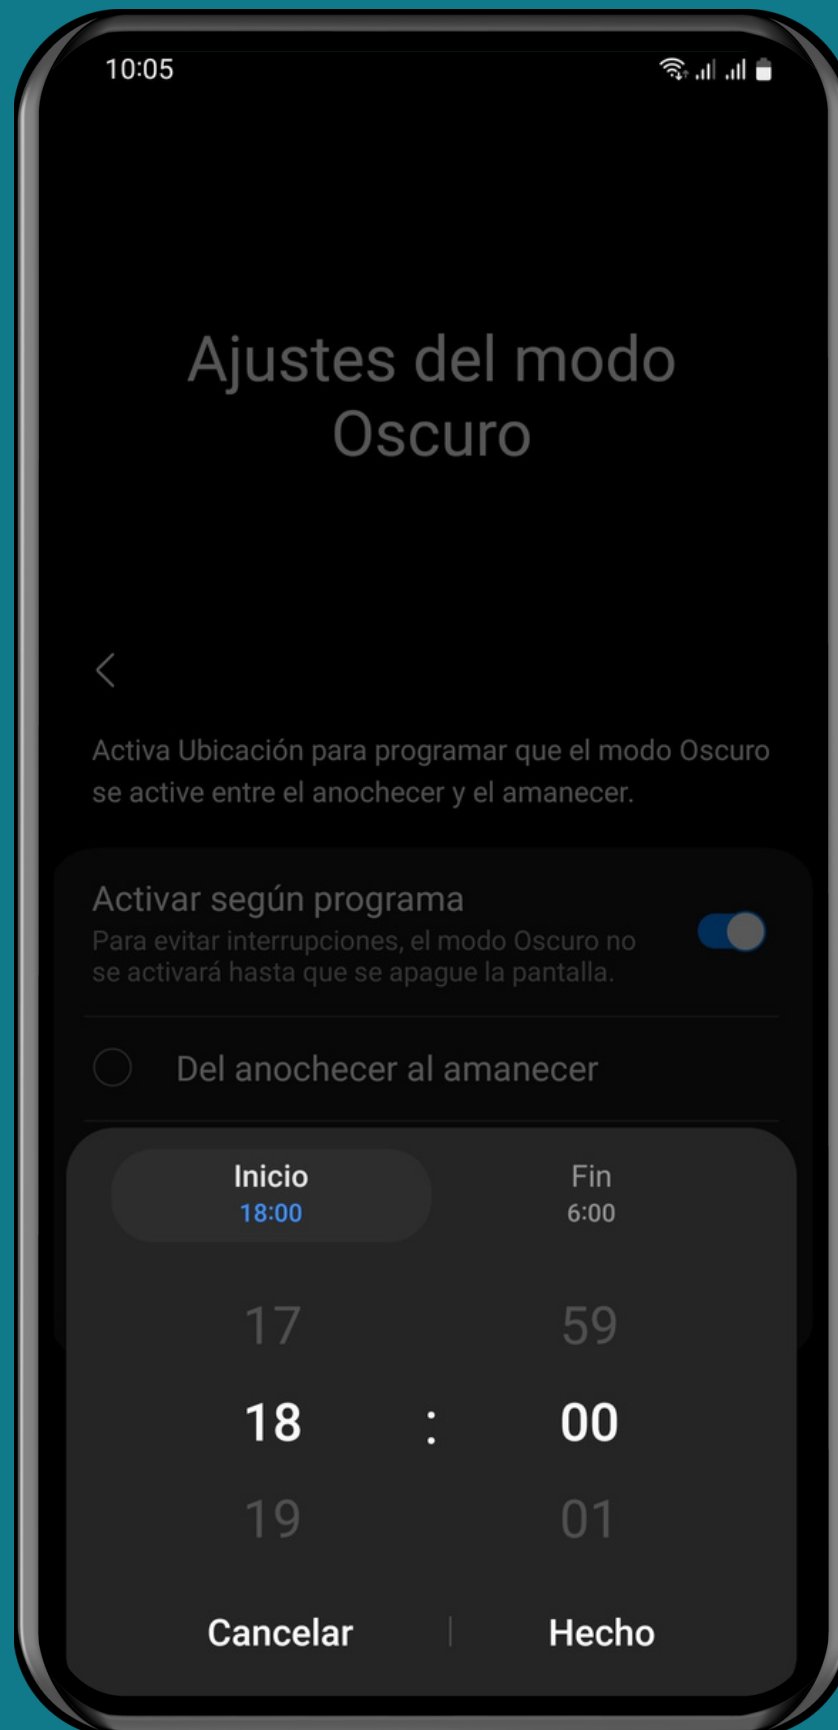 10:05
Ajustes del modo
Oscuro
Activa Ubicación para programar que el modo Oscuro
se active entre el anochecer y el amanecer.
Activar según programa
Para evitar interrupciones, el modo Oscuro no
se activará hasta que se apague la pantalla.
Del anochecer al amanecer
Inicio Fin
18:00 6:00
17 59
18 : 00
19 01
Cancelar Hecho